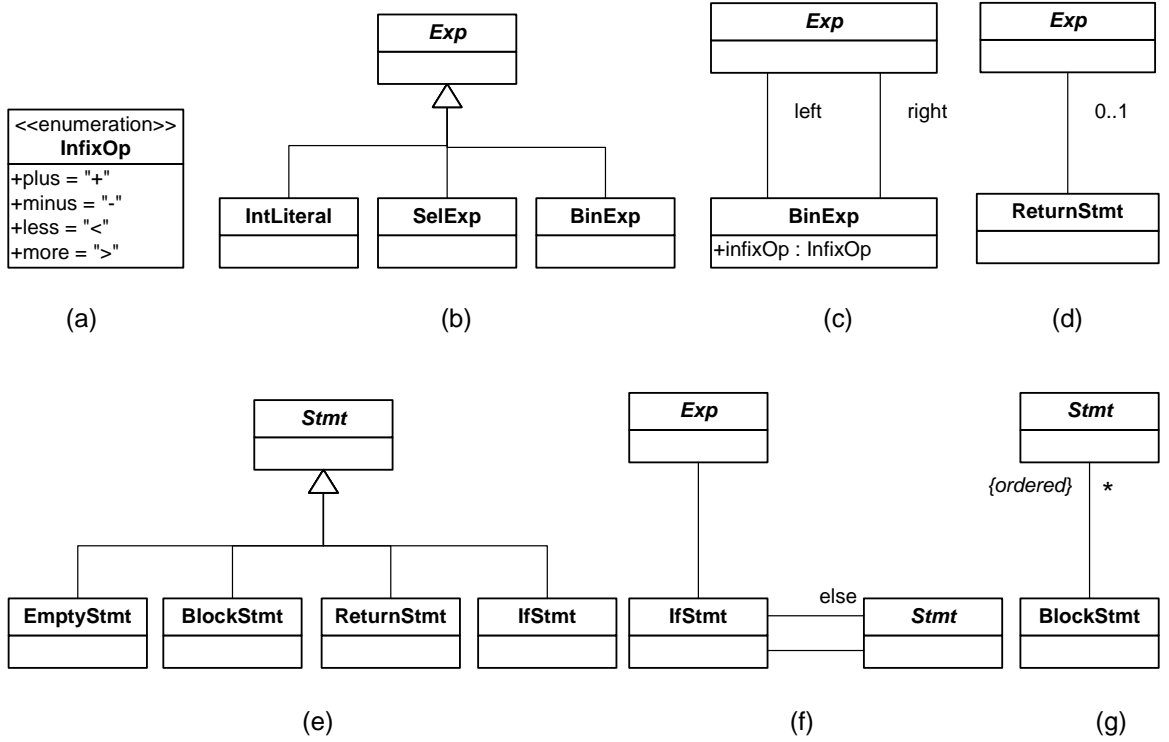 <<enumeration>>
InfixOp
+plus = "+"
+minus = "-"
+less = "<"
+more = ">"
(a)
Exp
IntLiteral
SelExp
BinExp
(b)
Exp
left
right
BinExp
+infixOp : InfixOp
(c)
Exp
0..1
ReturnStmt
(d)
Stmt
EmptyStmt
BlockStmt
ReturnStmt
IfStmt
(e)
Exp
IfStmt
else
Stmt
(f)
Stmt
{ordered} *
BlockStmt
(g)